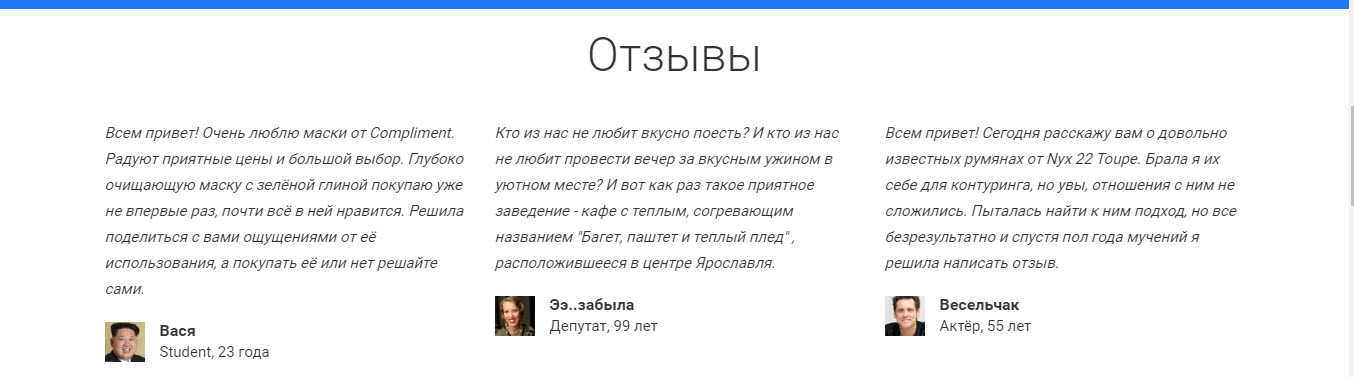 Отзывы
Всем привет! Очень люблю маски от Compliment.
Радуют приятные цены и большой выбор. Глубоко
очищающую маску с зелёной глиной покупаю уже
не впервые раз, почти всё в ней нравится. Решила
поделиться с вами ощущениями от её
использования, а покупать её или нет решайте
сами.
Вася
Student, 23 года
Кто из нас не любит вкусно поесть? И кто из нас
не любит провести вечер за вкусным ужином в
уютном месте? И вот как раз такое приятное
заведение - кафе с теплым, согревающим
названием "Багет, паштет и теплый плед" ,
расположившееся в центре Ярославля.
Ээ..забыла
Депутат, 99 лет
Всем привет! Сегодня расскажу вам о довольно
известных румянах от Nyx 22 Toupe. Брала я их
себе для контуринга, но увы, отношения с ним не
сложились. Пыталась найти к ним подход, но все
безрезультатно и спустя пол года мучений я
решила написать отзыв.
Весельчак
Актёр, 55 лет